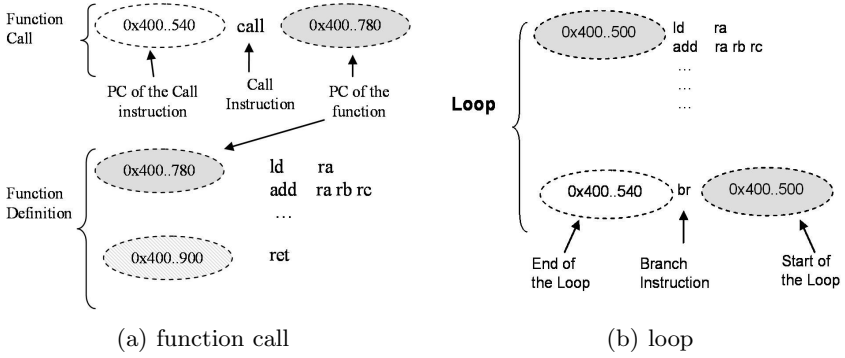 Function
Call
0x400..540 call 0x400..780
PC of the Call
instruction
Call
Instruction
PC of the
function
Function
Definition
0x400..780 ld ra
add ra rb rc
...
0x400..900 ret
(a) function call
Loop
0x400..500 ld ra
add ra rb rc
...
...
...
0x400..540 br 0x400..500
End of
the Loop
Branch
Instruction
Start of
the Loop
(b) loop